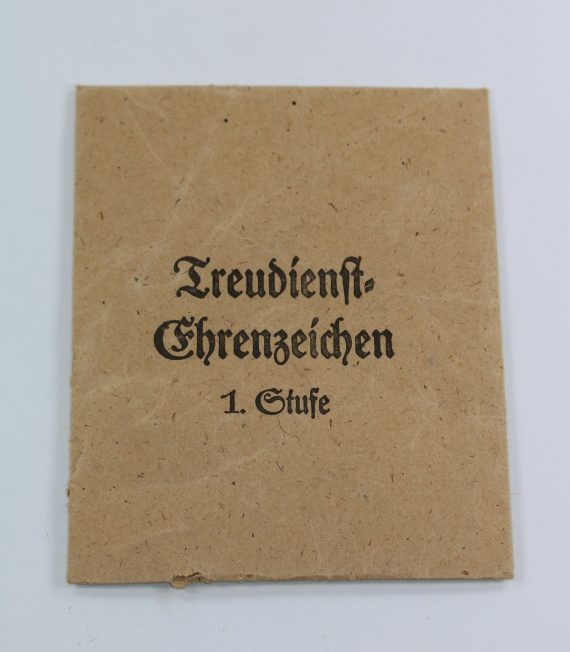 Treudienst-
Ehrenzeichen
1. Stufe